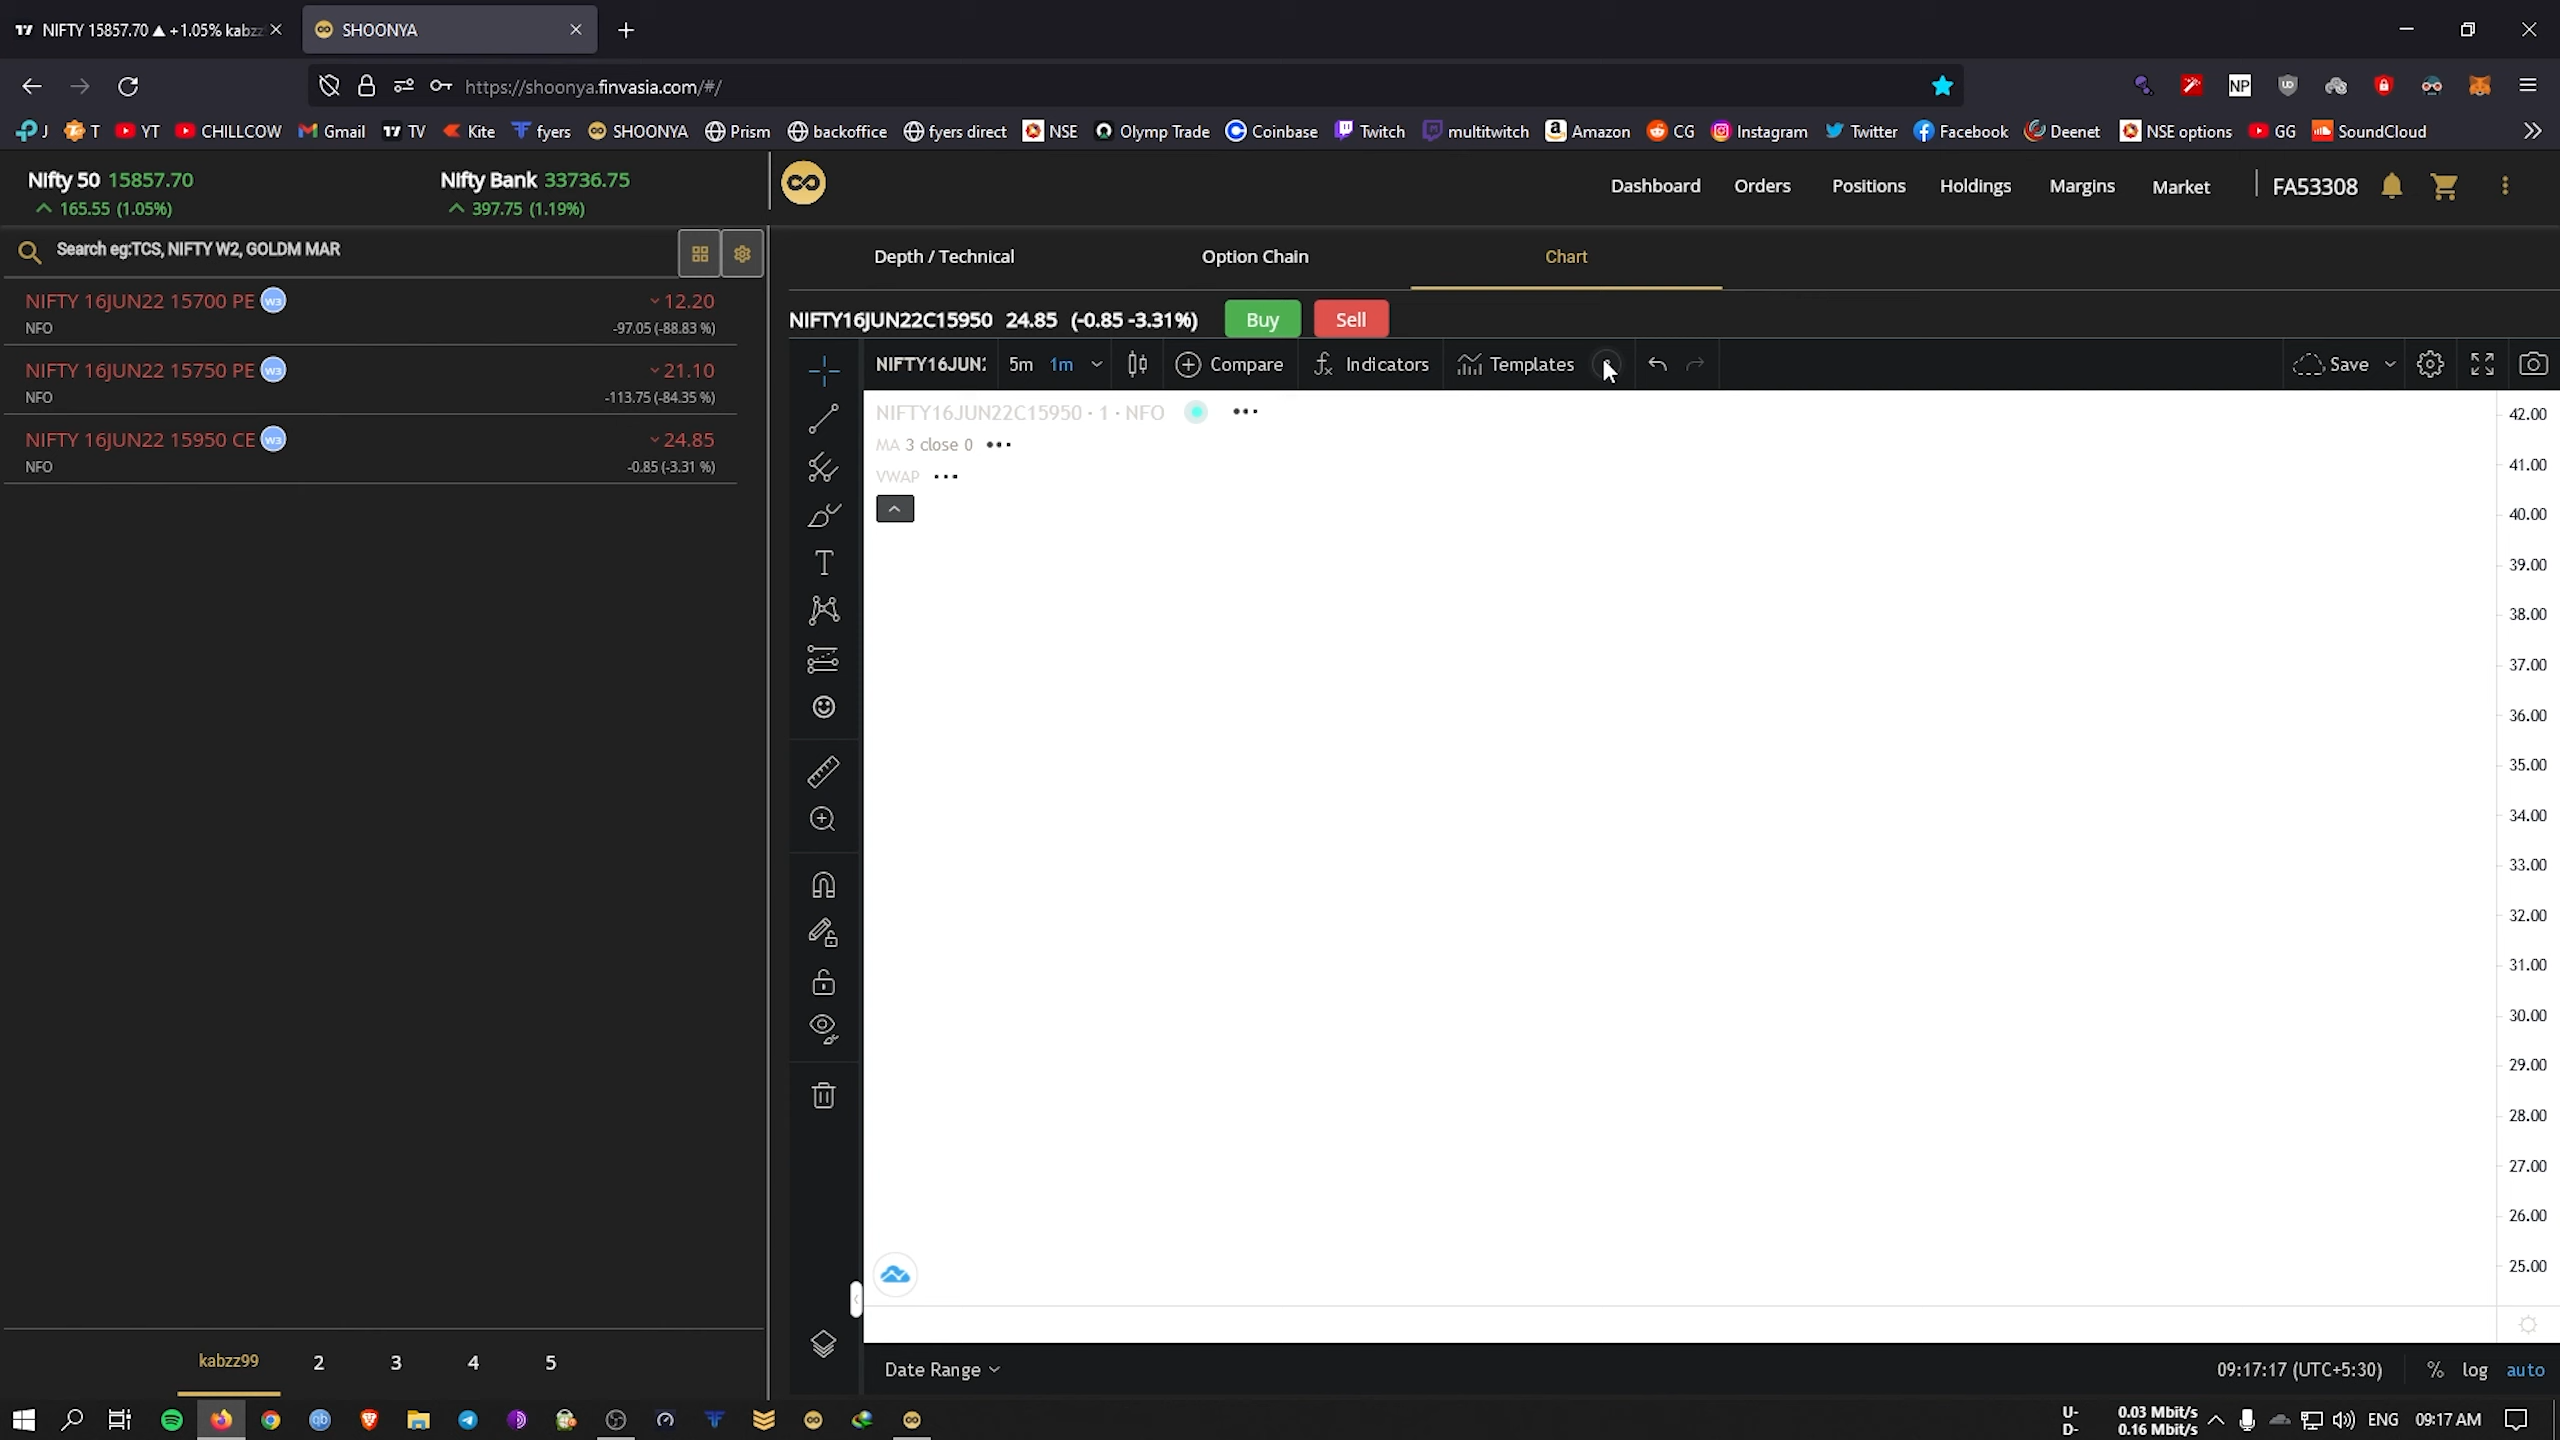 NIFTY 15857.70 ▲ +1.05% kabzz
SHOONYA
https://shoonya.finvasia.com/#/
NP
J T YT CHILLCOW Gmail TV Kite fyers SHOONYA Prism backoffice fyers direct NSE Olymp Trade Coinbase Twitch multitwitch Amazon CG Instagram Twitter Facebook Deenet NSE options GG SoundCloud
Nifty 50 15857.70
165.55 (1.05%)
Nifty Bank 33736.75
397.75 (1.19%)
Dashboard Orders Positions Holdings Margins Market FA53308
Search eg:TCS, NIFTY W2, GOLDM MAR
NIFTY 16JUN22 15700 PE W3 12.20
NFO -97.05 (-88.83 %)
NIFTY 16JUN22 15750 PE W3 21.10
NFO -113.75 (-84.35 %)
NIFTY 16JUN22 15950 CE W3 24.85
NFO -0.85 (-3.31 %)
Depth / Technical Option Chain Chart
NIFTY16JUN22C15950 24.85 (-0.85 -3.31%) Buy Sell
NIFTY16JUN: 5m 1m Compare Indicators Templates Save
NIFTY16JUN22C15950 · 1 · NFO
MA 3 close 0
VWAP
42.00
41.00
40.00
39.00
38.00
37.00
36.00
35.00
34.00
33.00
32.00
31.00
30.00
29.00
28.00
27.00
26.00
25.00
Date Range 09:17:17 (UTC+5:30) % log auto
kabzz99 2 3 4 5
U- 0.03 Mbit/s
D- 0.16 Mbit/s
ENG 09:17 AM